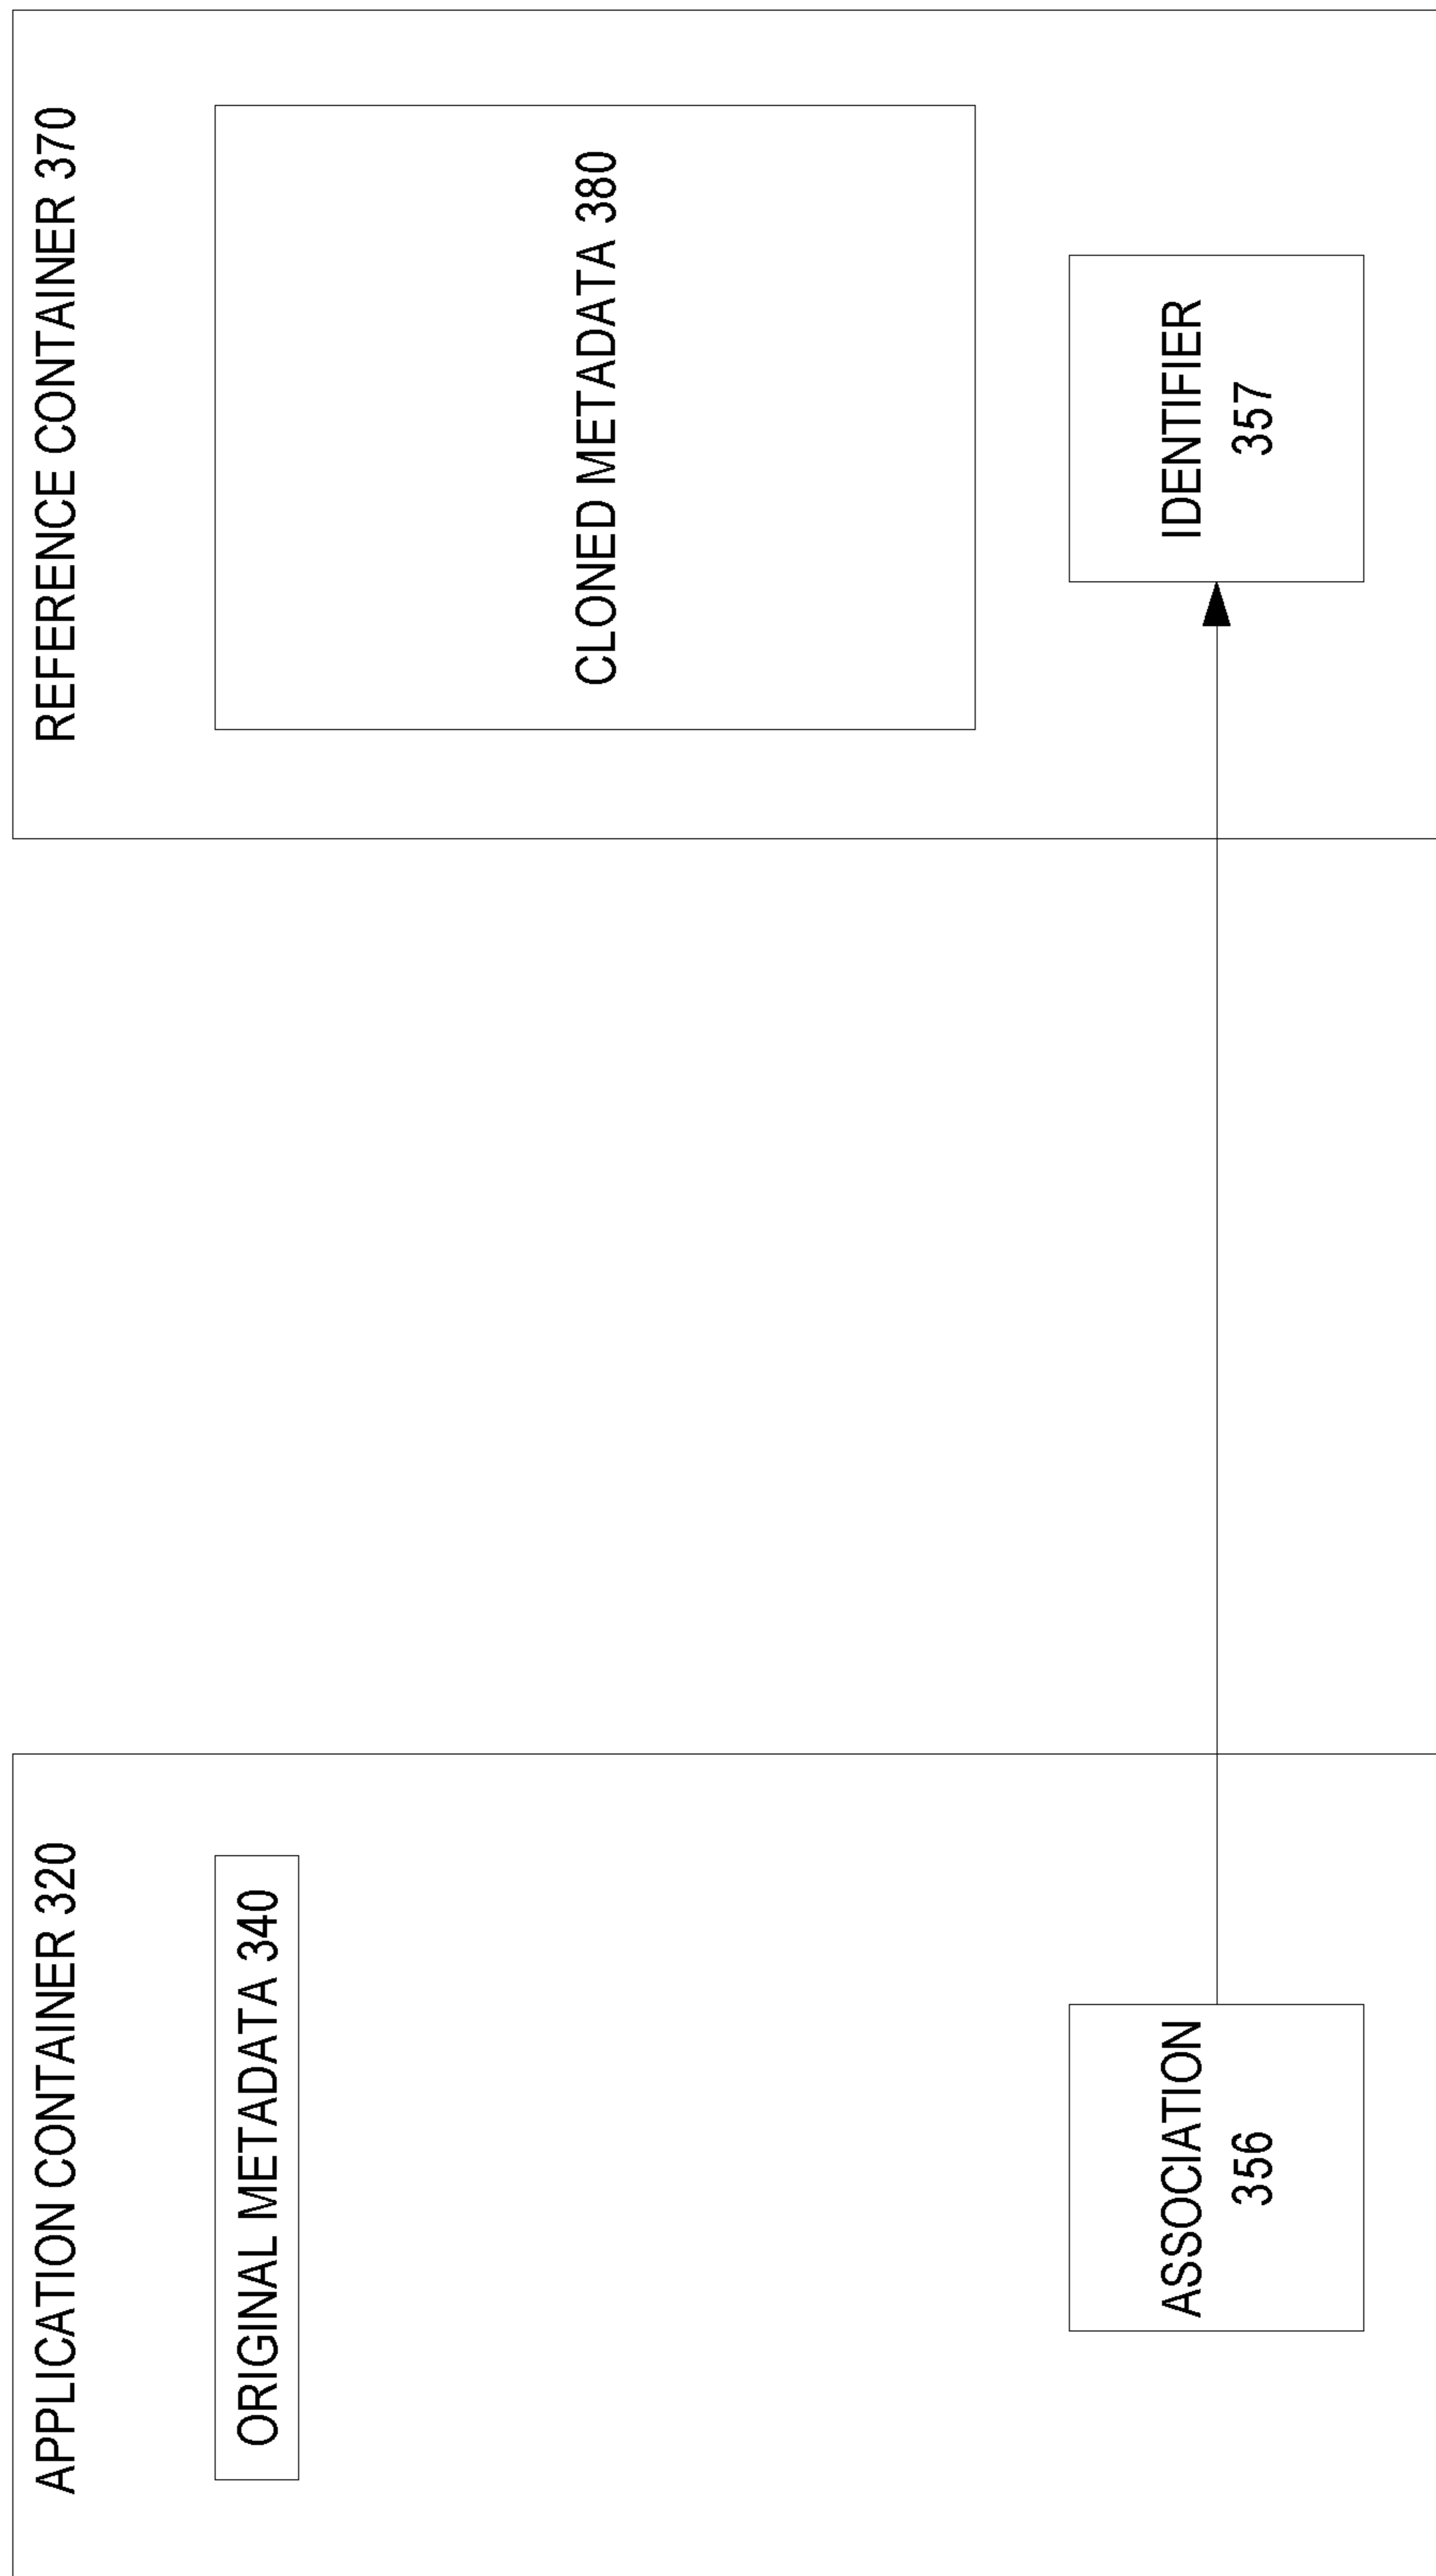 APPLICATION CONTAINER 320
ORIGINAL METADATA 340
ASSOCIATION
356
REFERENCE CONTAINER 370
CLONED METADATA 380
IDENTIFIER
357